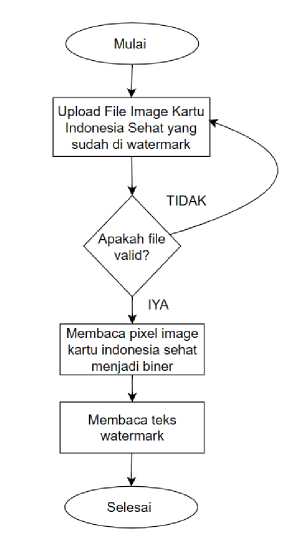 Mulai
Upload File Image Kartu
Indonesia Sehat yang
sudah di watermark
TIDAK
Apakah file
valid?
IYA
Membaca pixel image
kartu indonesia sehat
menjadi biner
Membaca teks
watermark
Selesai